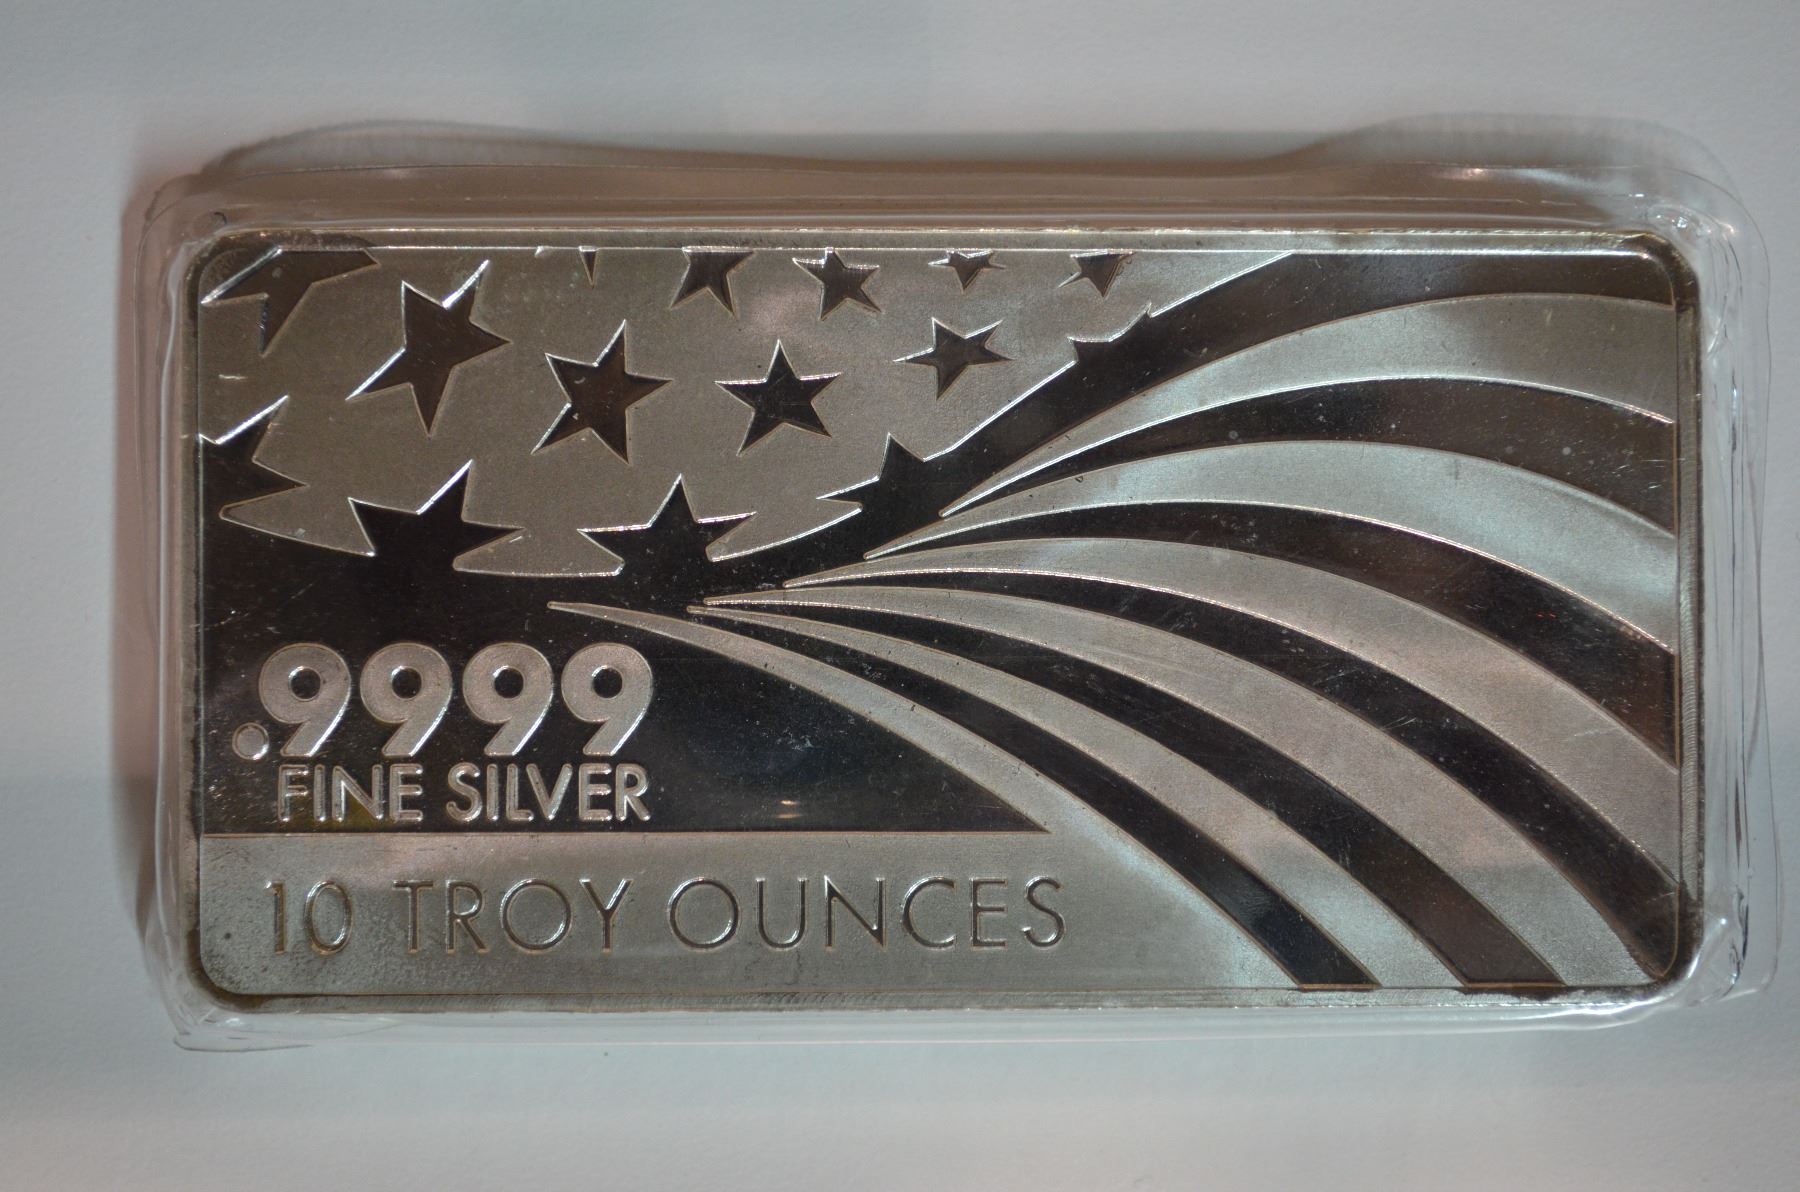 .9999
FINE SILVER
10 TROY OUNCES